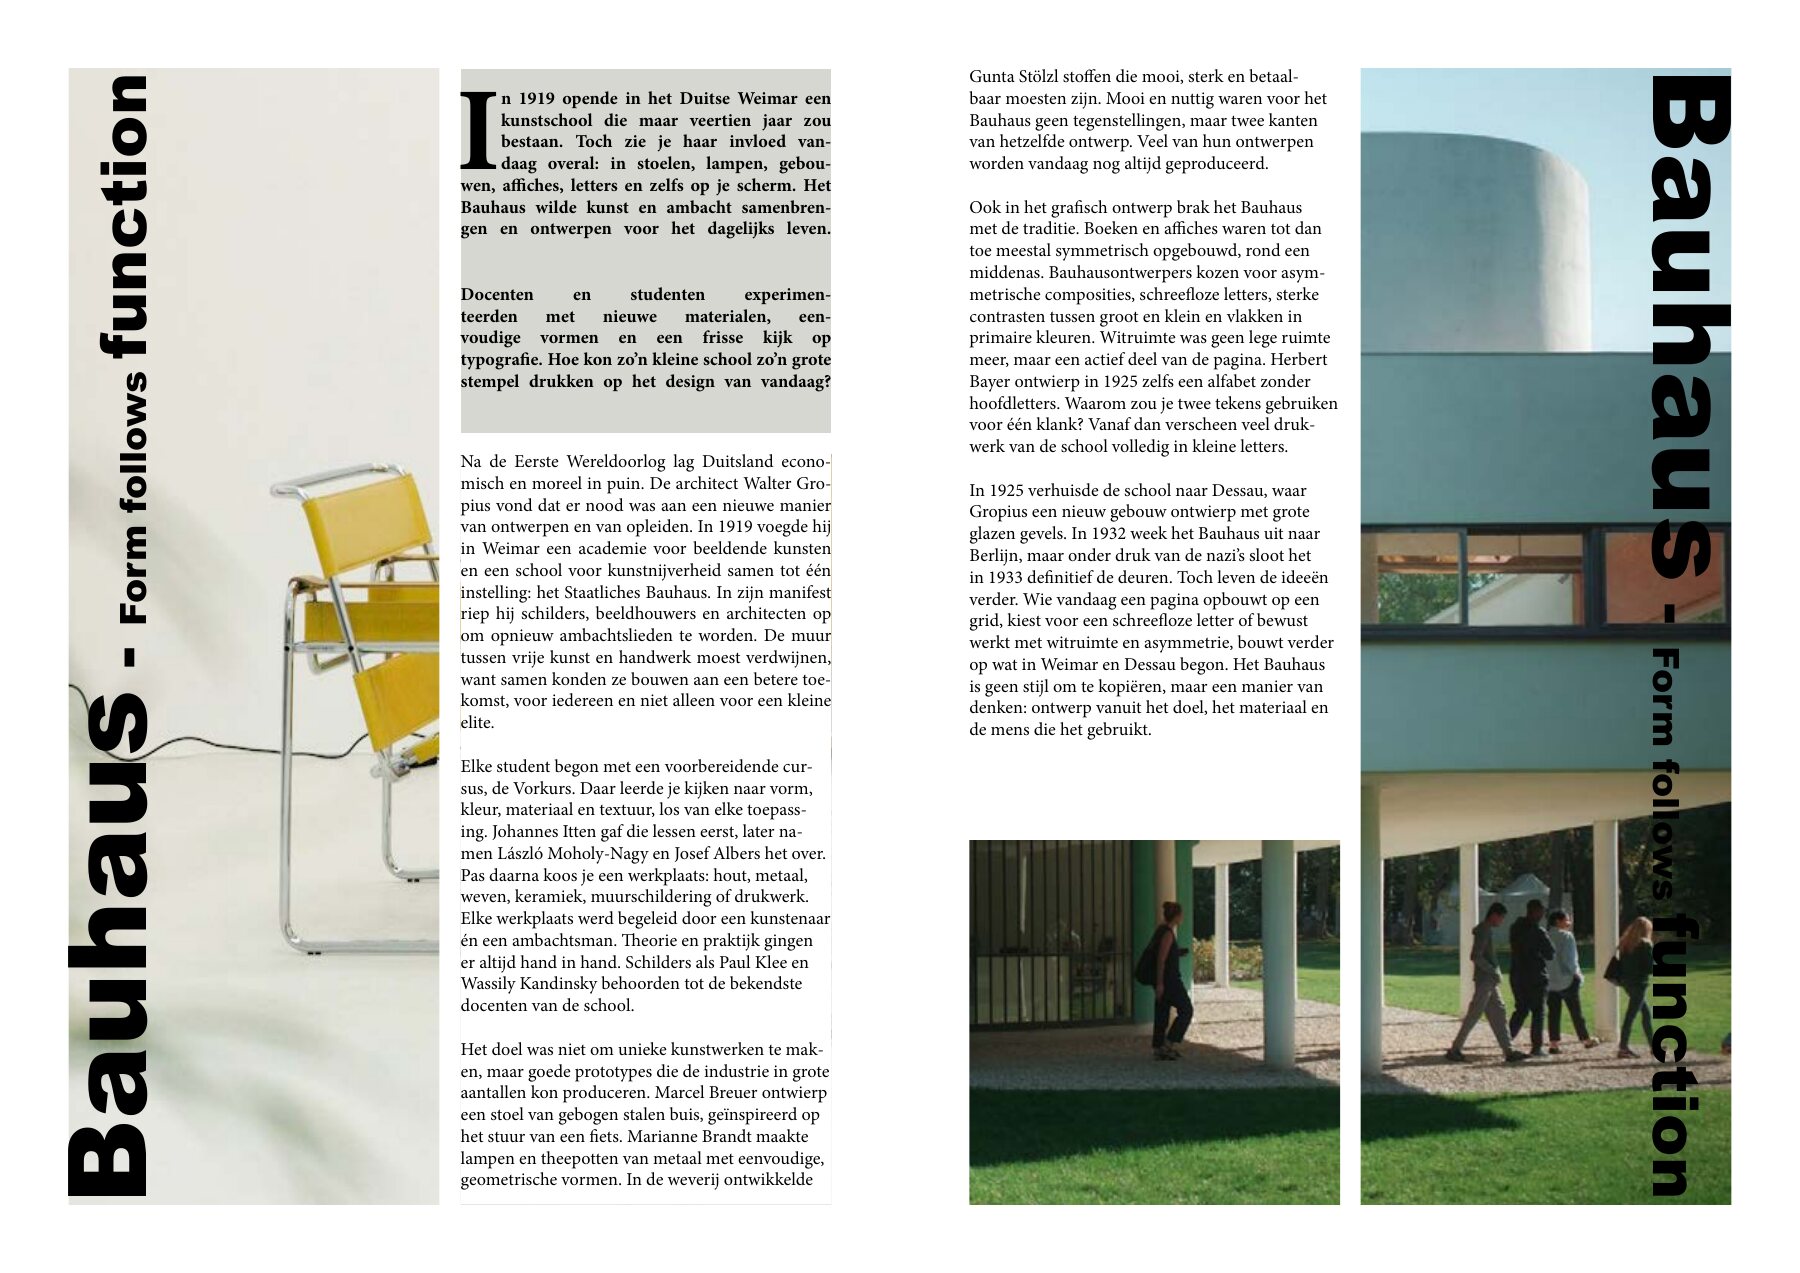 Bauhaus - Form follows function
In 1919 opende in het Duitse Weimar een
kunstschool die maar veertien jaar zou
bestaan. Toch zie je haar invloed van-
daag overal: in stoelen, lampen, gebou-
wen, affiches, letters en zelfs op je scherm. Het
Bauhaus wilde kunst en ambacht samenbren-
gen en ontwerpen voor het dagelijks leven.
Docenten en studenten experimen-
teerden met nieuwe materialen, een-
voudige vormen en een frisse kijk op
typografie. Hoe kon zo’n kleine school zo’n grote
stempel drukken op het design van vandaag?
Na de Eerste Wereldoorlog lag Duitsland econo-
misch en moreel in puin. De architect Walter Gro-
pius vond dat er nood was aan een nieuwe manier
van ontwerpen en van opleiden. In 1919 voegde hij
in Weimar een academie voor beeldende kunsten
en een school voor kunstnijverheid samen tot één
instelling: het Staatliches Bauhaus. In zijn manifest
riep hij schilders, beeldhouwers en architecten op
om opnieuw ambachtslieden te worden. De muur
tussen vrije kunst en handwerk moest verdwijnen,
want samen konden ze bouwen aan een betere toe-
komst, voor iedereen en niet alleen voor een kleine
elite.
Elke student begon met een voorbereidende cur-
sus, de Vorkurs. Daar leerde je kijken naar vorm,
kleur, materiaal en textuur, los van elke toepass-
ing. Johannes Itten gaf die lessen eerst, later na-
men László Moholy-Nagy en Josef Albers het over.
Pas daarna koos je een werkplaats: hout, metaal,
weven, keramiek, muurschildering of drukwerk.
Elke werkplaats werd begeleid door een kunstenaar
én een ambachtsman. Theorie en praktijk gingen
er altijd hand in hand. Schilders als Paul Klee en
Wassily Kandinsky behoorden tot de bekendste
docenten van de school.
Het doel was niet om unieke kunstwerken te mak-
en, maar goede prototypes die de industrie in grote
aantallen kon produceren. Marcel Breuer ontwierp
een stoel van gebogen stalen buis, geïnspireerd op
het stuur van een fiets. Marianne Brandt maakte
lampen en theepotten van metaal met eenvoudige,
geometrische vormen. In de weverij ontwikkelde
Gunta Stölzl stoffen die mooi, sterk en betaal-
baar moesten zijn. Mooi en nuttig waren voor het
Bauhaus geen tegenstellingen, maar twee kanten
van hetzelfde ontwerp. Veel van hun ontwerpen
worden vandaag nog altijd geproduceerd.
Ook in het grafisch ontwerp brak het Bauhaus
met de traditie. Boeken en affiches waren tot dan
toe meestal symmetrisch opgebouwd, rond een
middenas. Bauhausontwerpers kozen voor asym-
metrische composities, schreefloze letters, sterke
contrasten tussen groot en klein en vlakken in
primaire kleuren. Witruimte was geen lege ruimte
meer, maar een actief deel van de pagina. Herbert
Bayer ontwierp in 1925 zelfs een alfabet zonder
hoofdletters. Waarom zou je twee tekens gebruiken
voor één klank? Vanaf dan verscheen veel druk-
werk van de school volledig in kleine letters.
In 1925 verhuisde de school naar Dessau, waar
Gropius een nieuw gebouw ontwierp met grote
glazen gevels. In 1932 week het Bauhaus uit naar
Berlijn, maar onder druk van de nazi’s sloot het
in 1933 definitief de deuren. Toch leven de ideeën
verder. Wie vandaag een pagina opbouwt op een
grid, kiest voor een schreefloze letter of bewust
werkt met witruimte en asymmetrie, bouwt verder
op wat in Weimar en Dessau begon. Het Bauhaus
is geen stijl om te kopiëren, maar een manier van
denken: ontwerp vanuit het doel, het materiaal en
de mens die het gebruikt.
Bauhaus - Form follows function